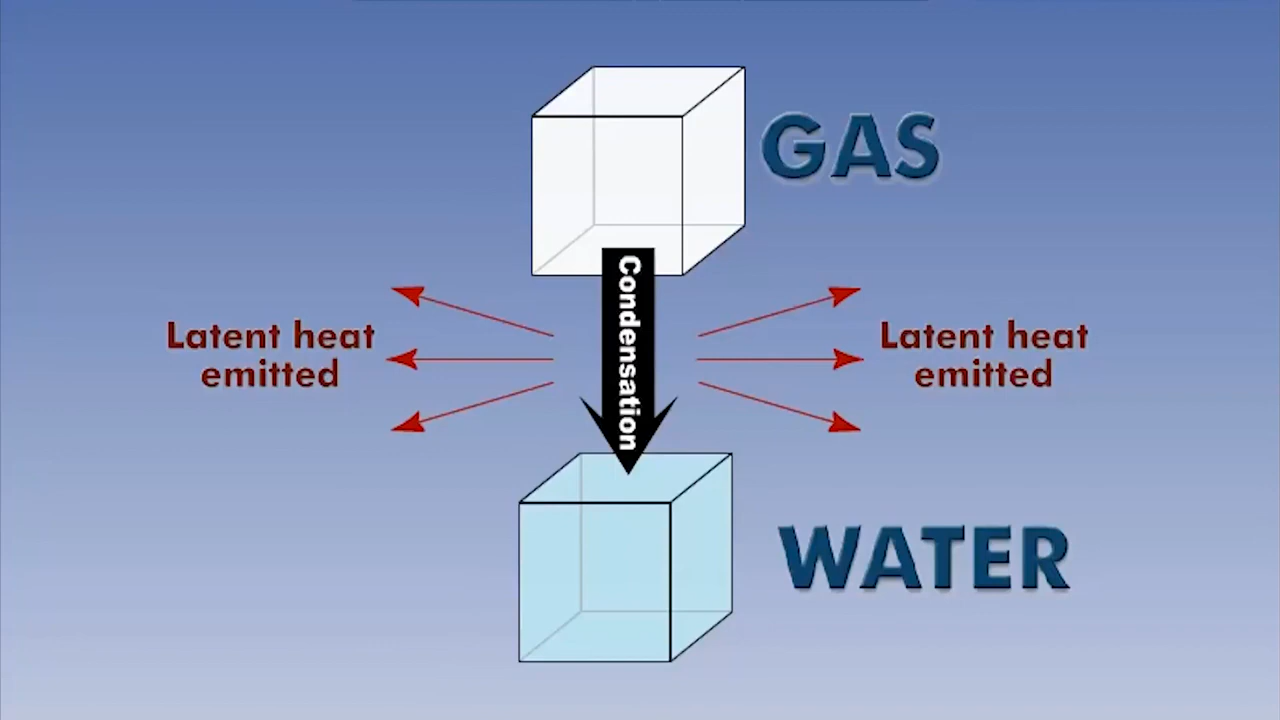 GAS
Condensation
Latent heat
emitted
Latent heat
emitted
WATER